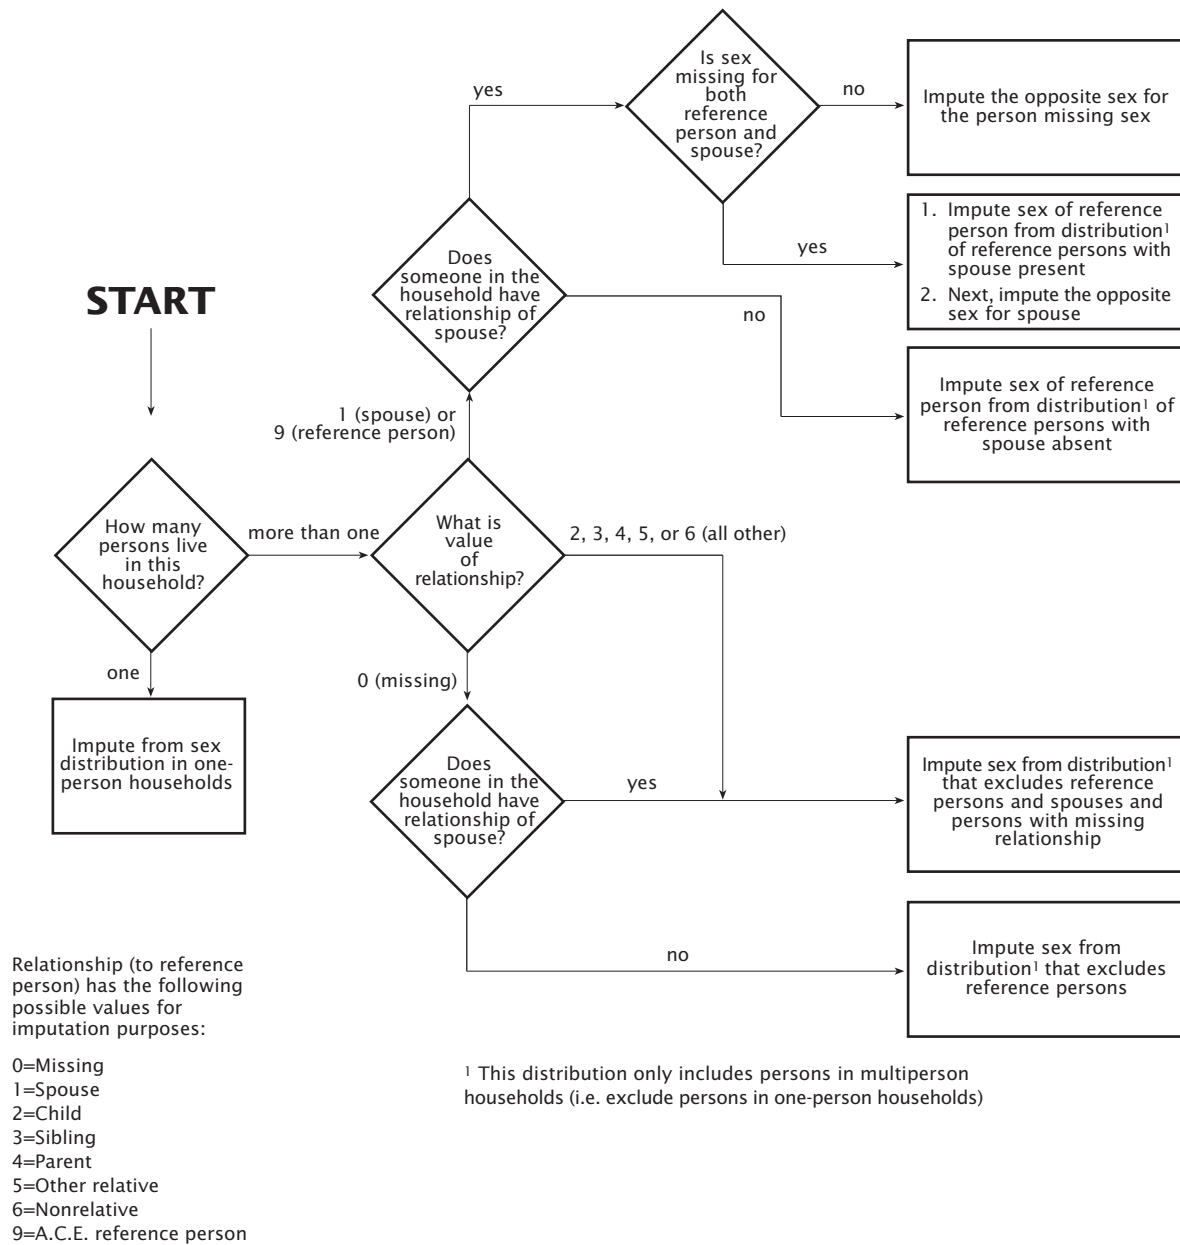 START
How many
persons live
in this
household?
one
Impute from sex
distribution in one-
person households
more than one
What is
value
of
relationship?
1 (spouse) or
9 (reference person)
Does
someone in the
household have
relationship of
spouse?
yes
Is sex
missing for
both
reference
person and
spouse?
no
Impute the opposite sex for
the person missing sex
yes
1. Impute sex of reference
person from distribution¹
of reference persons with
spouse present
2. Next, impute the opposite
sex for spouse
no
Impute sex of reference
person from distribution¹ of
reference persons with
spouse absent
2, 3, 4, 5, or 6 (all other)
0 (missing)
Does
someone in the
household have
relationship of
spouse?
yes
Impute sex from distribution¹
that excludes reference
persons and spouses and
persons with missing
relationship
no
Impute sex from
distribution¹ that excludes
reference persons
Relationship (to reference
person) has the following
possible values for
imputation purposes:
0=Missing
1=Spouse
2=Child
3=Sibling
4=Parent
5=Other relative
6=Nonrelative
9=A.C.E. reference person
¹ This distribution only includes persons in multiperson
households (i.e. exclude persons in one-person households)